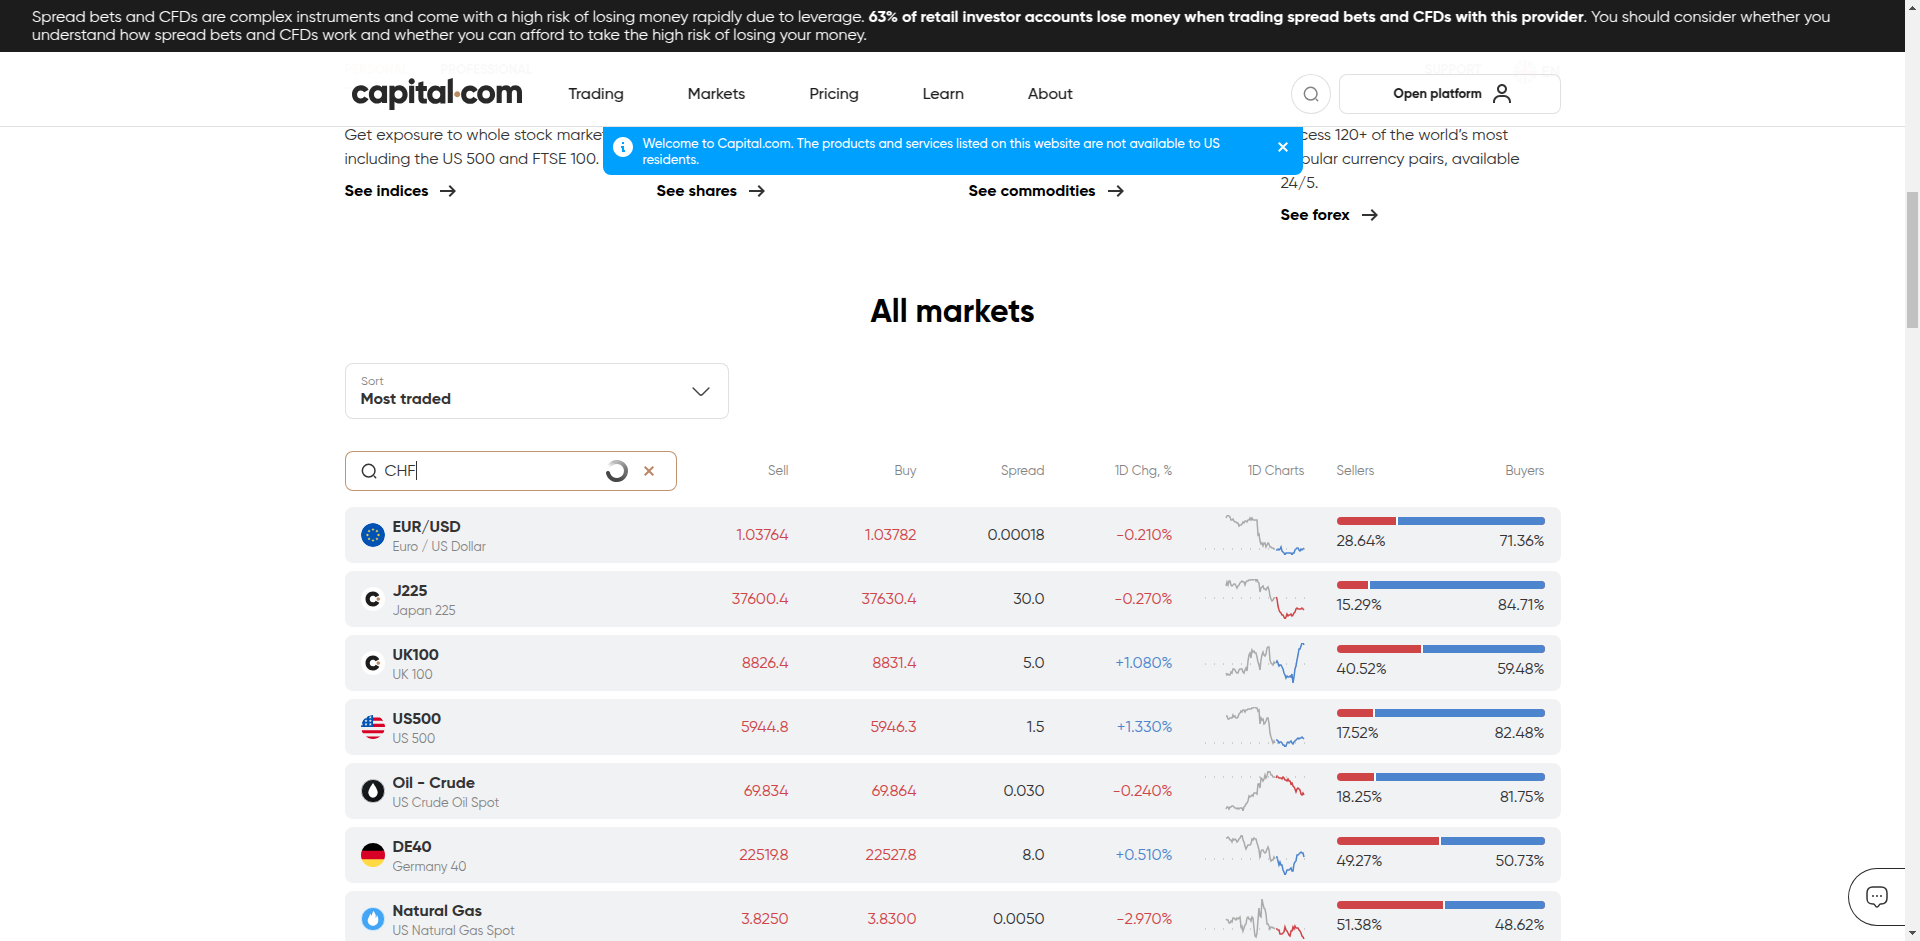 Spread bets and CFDs are complex instruments and come with a high risk of losing money rapidly due to leverage. 63% of retail investor accounts lose money when trading spread bets and CFDs with this provider. You should consider whether you
understand how spread bets and CFDs work and whether you can afford to take the high risk of losing your money.
PROFESSIONAL
SUPPORT
EN
capital.com
Trading
Markets
Pricing
Learn
About
Open platform
Get exposure to whole stock market
including the US 500 and FTSE 100.
See indices
Welcome to Capital.com. The products and services listed on this website are not available to US
residents.
See shares
See commodities
cess 120+ of the world's most
pular currency pairs, available
24/5.
See forex
All markets
Sort
Most traded
CHF
Sell
Buy
Spread
1D Chg, %
1D Charts
Sellers
Buyers
EUR/USD
Euro / US Dollar
1.03764
1.03782
0.00018
-0.210%
28.64%
71.36%
J225
Japan 225
37600.4
37630.4
30.0
-0.270%
15.29%
84.71%
UK100
UK 100
8826.4
8831.4
5.0
+1.080%
40.52%
59.48%
US500
US 500
5944.8
5946.3
1.5
+1.330%
17.52%
82.48%
Oil - Crude
US Crude Oil Spot
69.834
69.864
0.030
-0.240%
18.25%
81.75%
DE40
Germany 40
22519.8
22527.8
8.0
+0.510%
49.27%
50.73%
Natural Gas
US Natural Gas Spot
3.8250
3.8300
0.0050
-2.970%
51.38%
48.62%